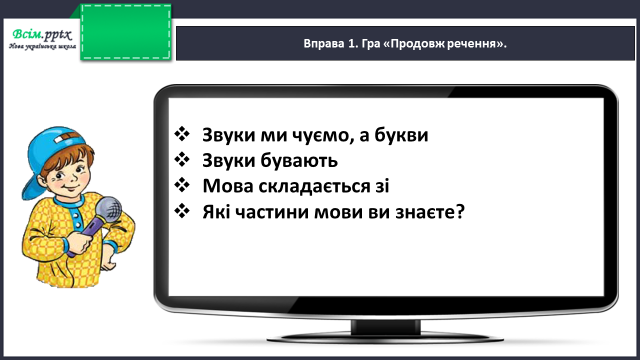 Всім.pptx
Нова українська школа
Вправа 1. Гра «Продовж речення».
❖ Звуки ми чуємо, а букви
❖ Звуки бувають
❖ Мова складається зі
❖ Які частини мови ви знаєте?